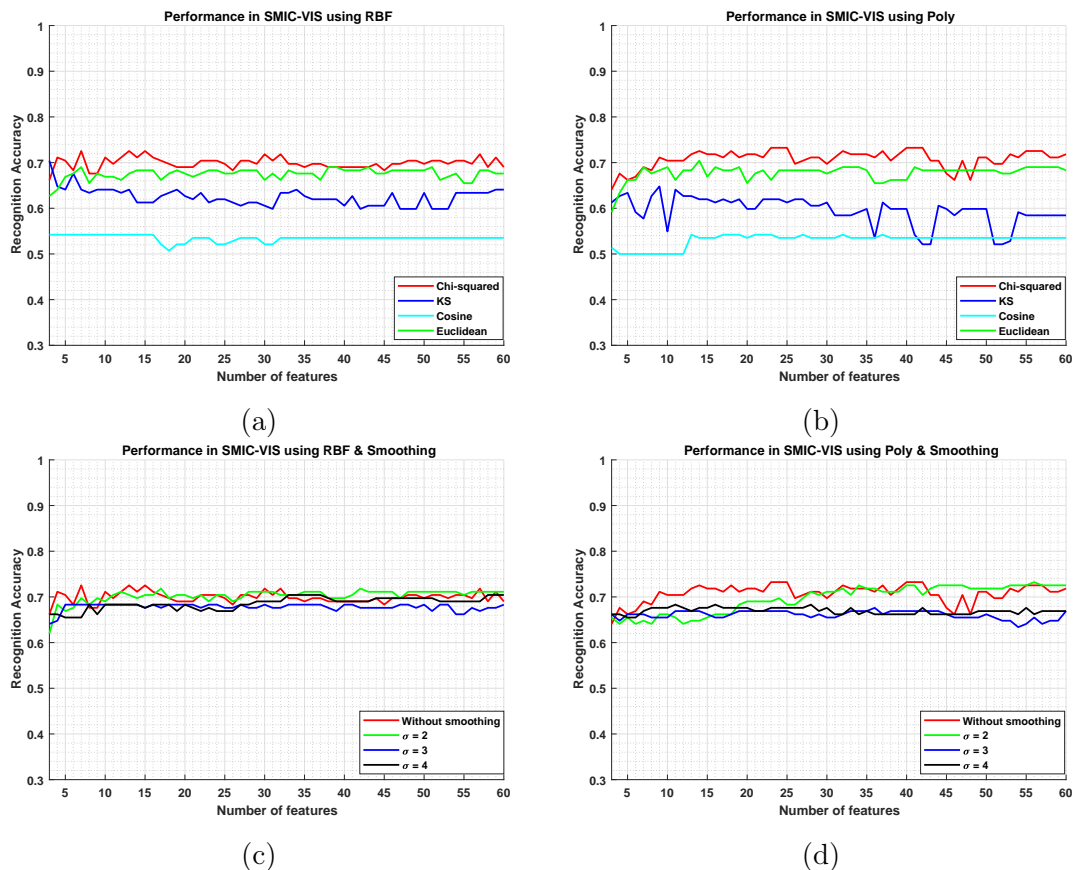 Performance in SMIC-VIS using RBF
1
0.9
0.8
0.7
0.6
0.5
0.4
0.3
Recognition Accuracy
5 10 15 20 25 30 35 40 45 50 55 60
Number of features
Chi-squared
KS
Cosine
Euclidean
(a)
Performance in SMIC-VIS using Poly
1
0.9
0.8
0.7
0.6
0.5
0.4
0.3
Recognition Accuracy
5 10 15 20 25 30 35 40 45 50 55 60
Number of features
Chi-squared
KS
Cosine
Euclidean
(b)
Performance in SMIC-VIS using RBF & Smoothing
1
0.9
0.8
0.7
0.6
0.5
0.4
0.3
Recognition Accuracy
5 10 15 20 25 30 35 40 45 50 55 60
Number of features
Without smoothing
σ = 2
σ = 3
σ = 4
(c)
Performance in SMIC-VIS using Poly & Smoothing
1
0.9
0.8
0.7
0.6
0.5
0.4
0.3
Recognition Accuracy
5 10 15 20 25 30 35 40 45 50 55 60
Number of features
Without smoothing
σ = 2
σ = 3
σ = 4
(d)